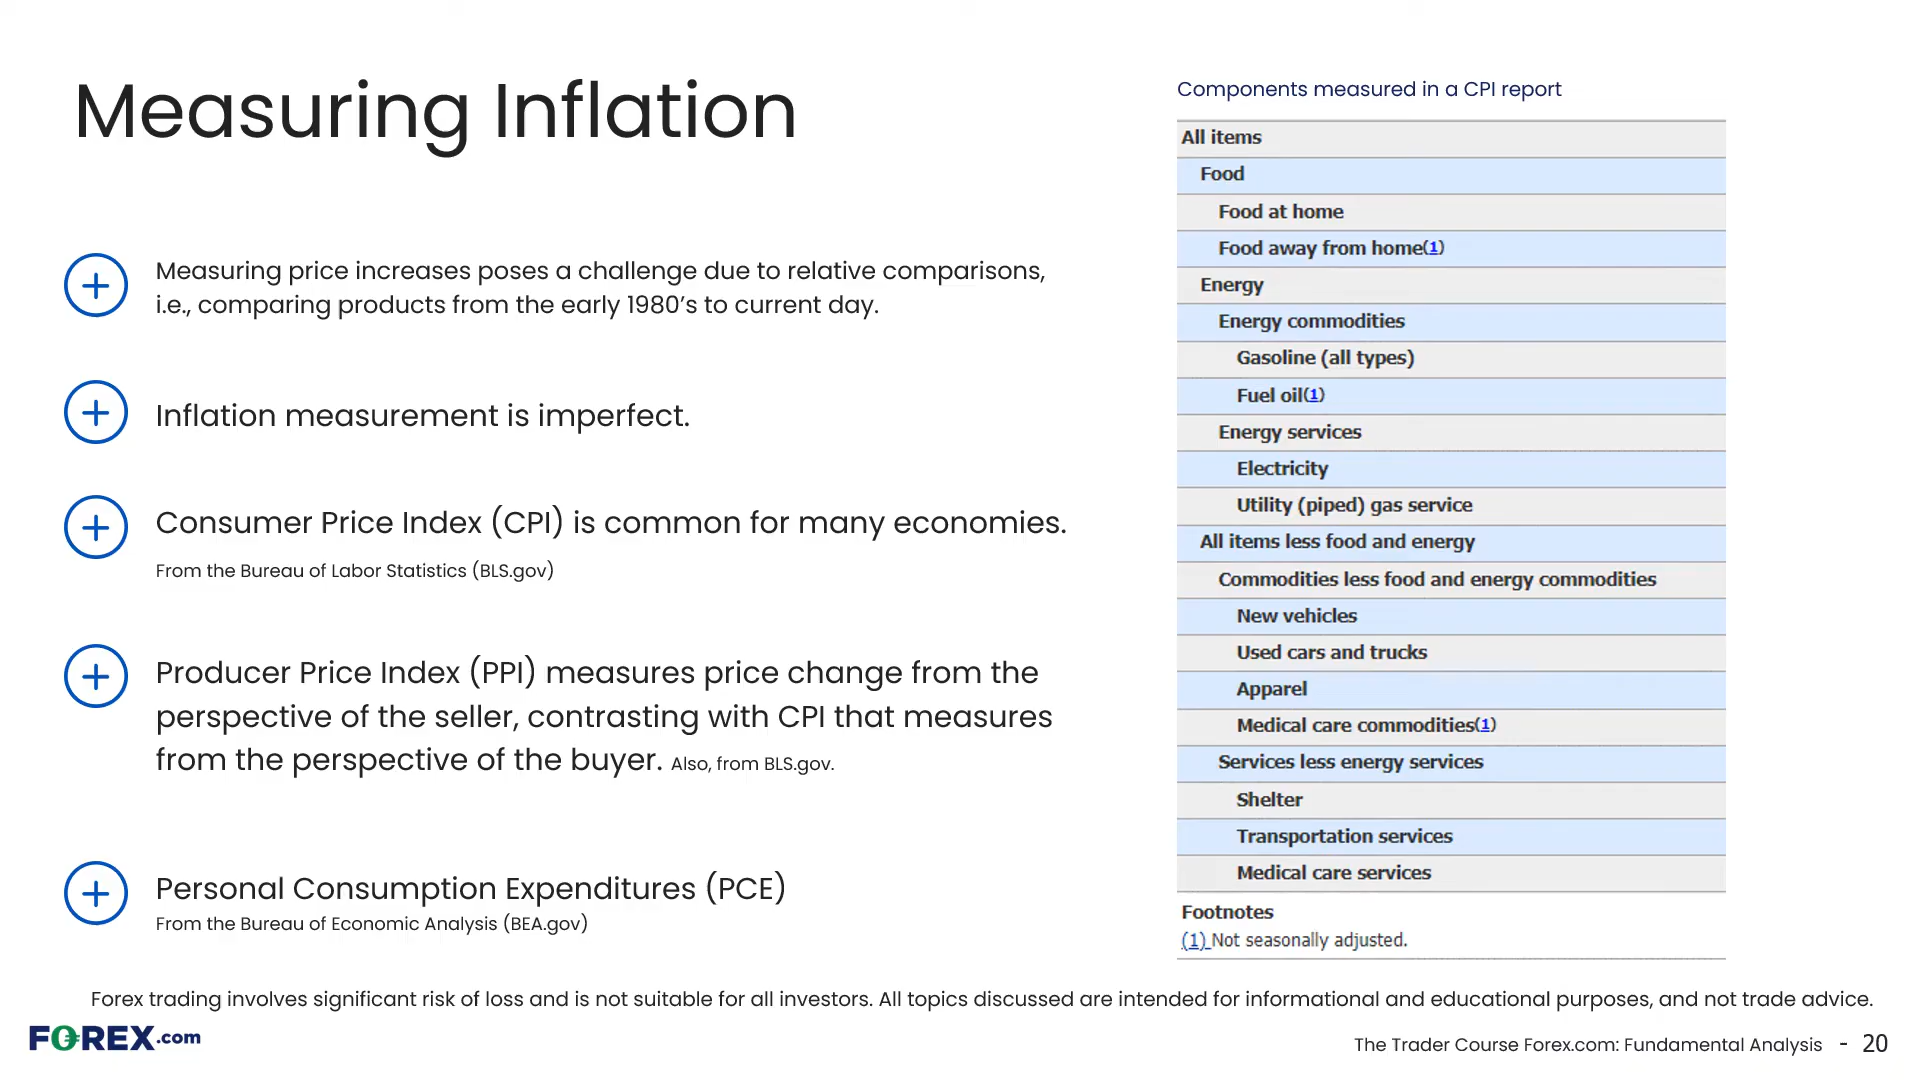 Measuring Inflation
Measuring price increases poses a challenge due to relative comparisons,
i.e., comparing products from the early 1980’s to current day.
Inflation measurement is imperfect.
Consumer Price Index (CPI) is common for many economies.
From the Bureau of Labor Statistics (BLS.gov)
Producer Price Index (PPI) measures price change from the
perspective of the seller, contrasting with CPI that measures
from the perspective of the buyer. Also, from BLS.gov.
Personal Consumption Expenditures (PCE)
From the Bureau of Economic Analysis (BEA.gov)
Components measured in a CPI report
All items
Food
Food at home
Food away from home(1)
Energy
Energy commodities
Gasoline (all types)
Fuel oil(1)
Energy services
Electricity
Utility (piped) gas service
All items less food and energy
Commodities less food and energy commodities
New vehicles
Used cars and trucks
Apparel
Medical care commodities(1)
Services less energy services
Shelter
Transportation services
Medical care services
Footnotes
(1) Not seasonally adjusted.
Forex trading involves significant risk of loss and is not suitable for all investors. All topics discussed are intended for informational and educational purposes, and not trade advice.
FOREX.com
The Trader Course Forex.com: Fundamental Analysis - 20